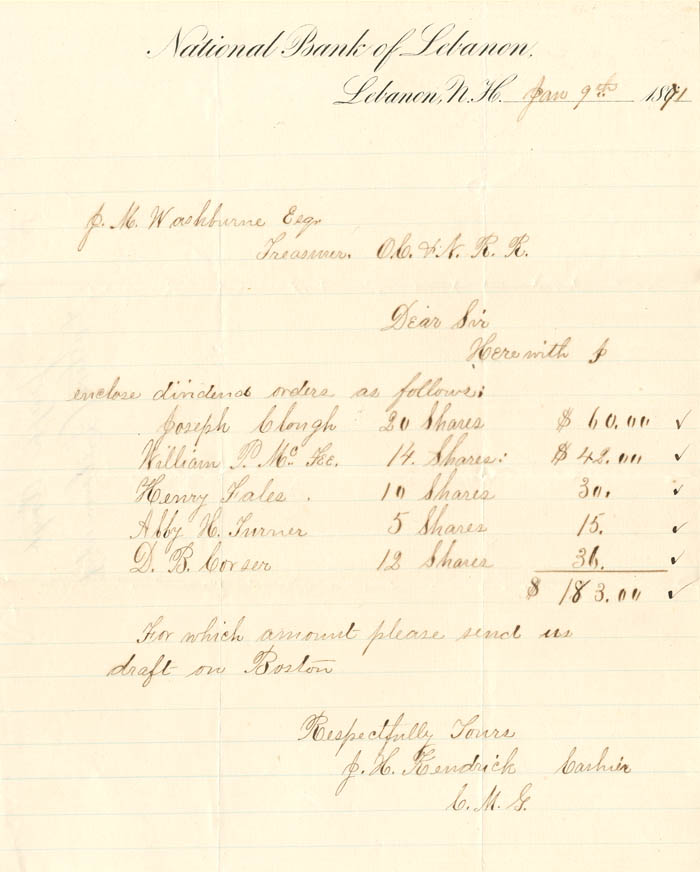 National Bank of Lebanon.
Lebanon, N.H. Jan 9th 1871
J. M. Washburne Esqr
Treasurer. O.C. & N. R. R.
Dear Sir
Herewith I
enclose dividend orders as follows:
Joseph Clough 20 Shares $ 60.00 ✓
William P. Mc Fee. 14 Shares: $ 42.00 ✓
Henry Fales. 10 Shares 30. ✓
Abby H. Turner 5 Shares 15. ✓
D. B. Corser 12 Shares 36. ✓
$ 183.00 ✓
For which amount please send us
draft on Boston
Respectfully Yours
J. H. Kendrick Cashier
C. M. G.